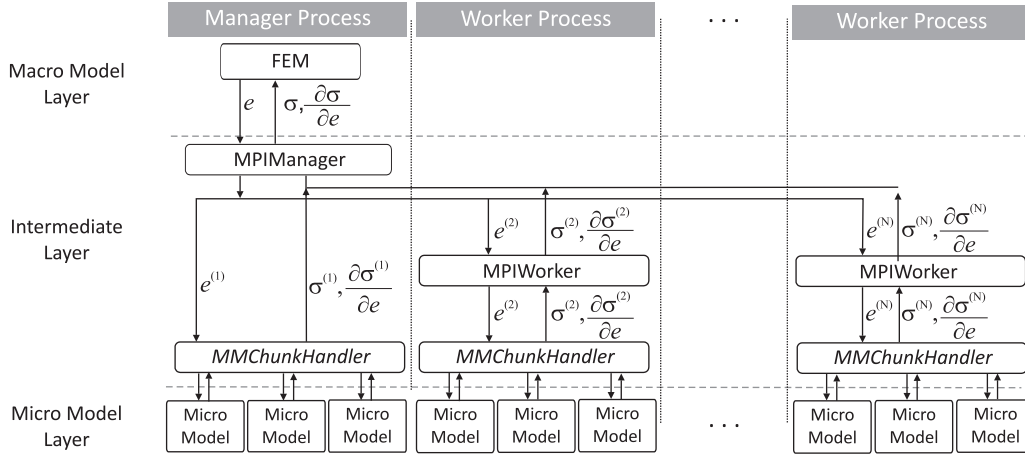 Manager Process
Worker Process
. . .
Worker Process
Macro Model
Layer
FEM
e
σ, ∂σ/∂e
MPIManager
Intermediate
Layer
e⁽¹⁾
σ⁽¹⁾, ∂σ⁽¹⁾/∂e
e⁽²⁾
σ⁽²⁾, ∂σ⁽²⁾/∂e
e⁽ᴺ⁾
σ⁽ᴺ⁾, ∂σ⁽ᴺ⁾/∂e
MPIWorker
MPIWorker
e⁽²⁾
σ⁽²⁾, ∂σ⁽²⁾/∂e
e⁽ᴺ⁾
σ⁽ᴺ⁾, ∂σ⁽ᴺ⁾/∂e
MMChunkHandler
MMChunkHandler
MMChunkHandler
Micro Model
Layer
Micro
Model
Micro
Model
Micro
Model
Micro
Model
Micro
Model
Micro
Model
. . .
Micro
Model
Micro
Model
Micro
Model